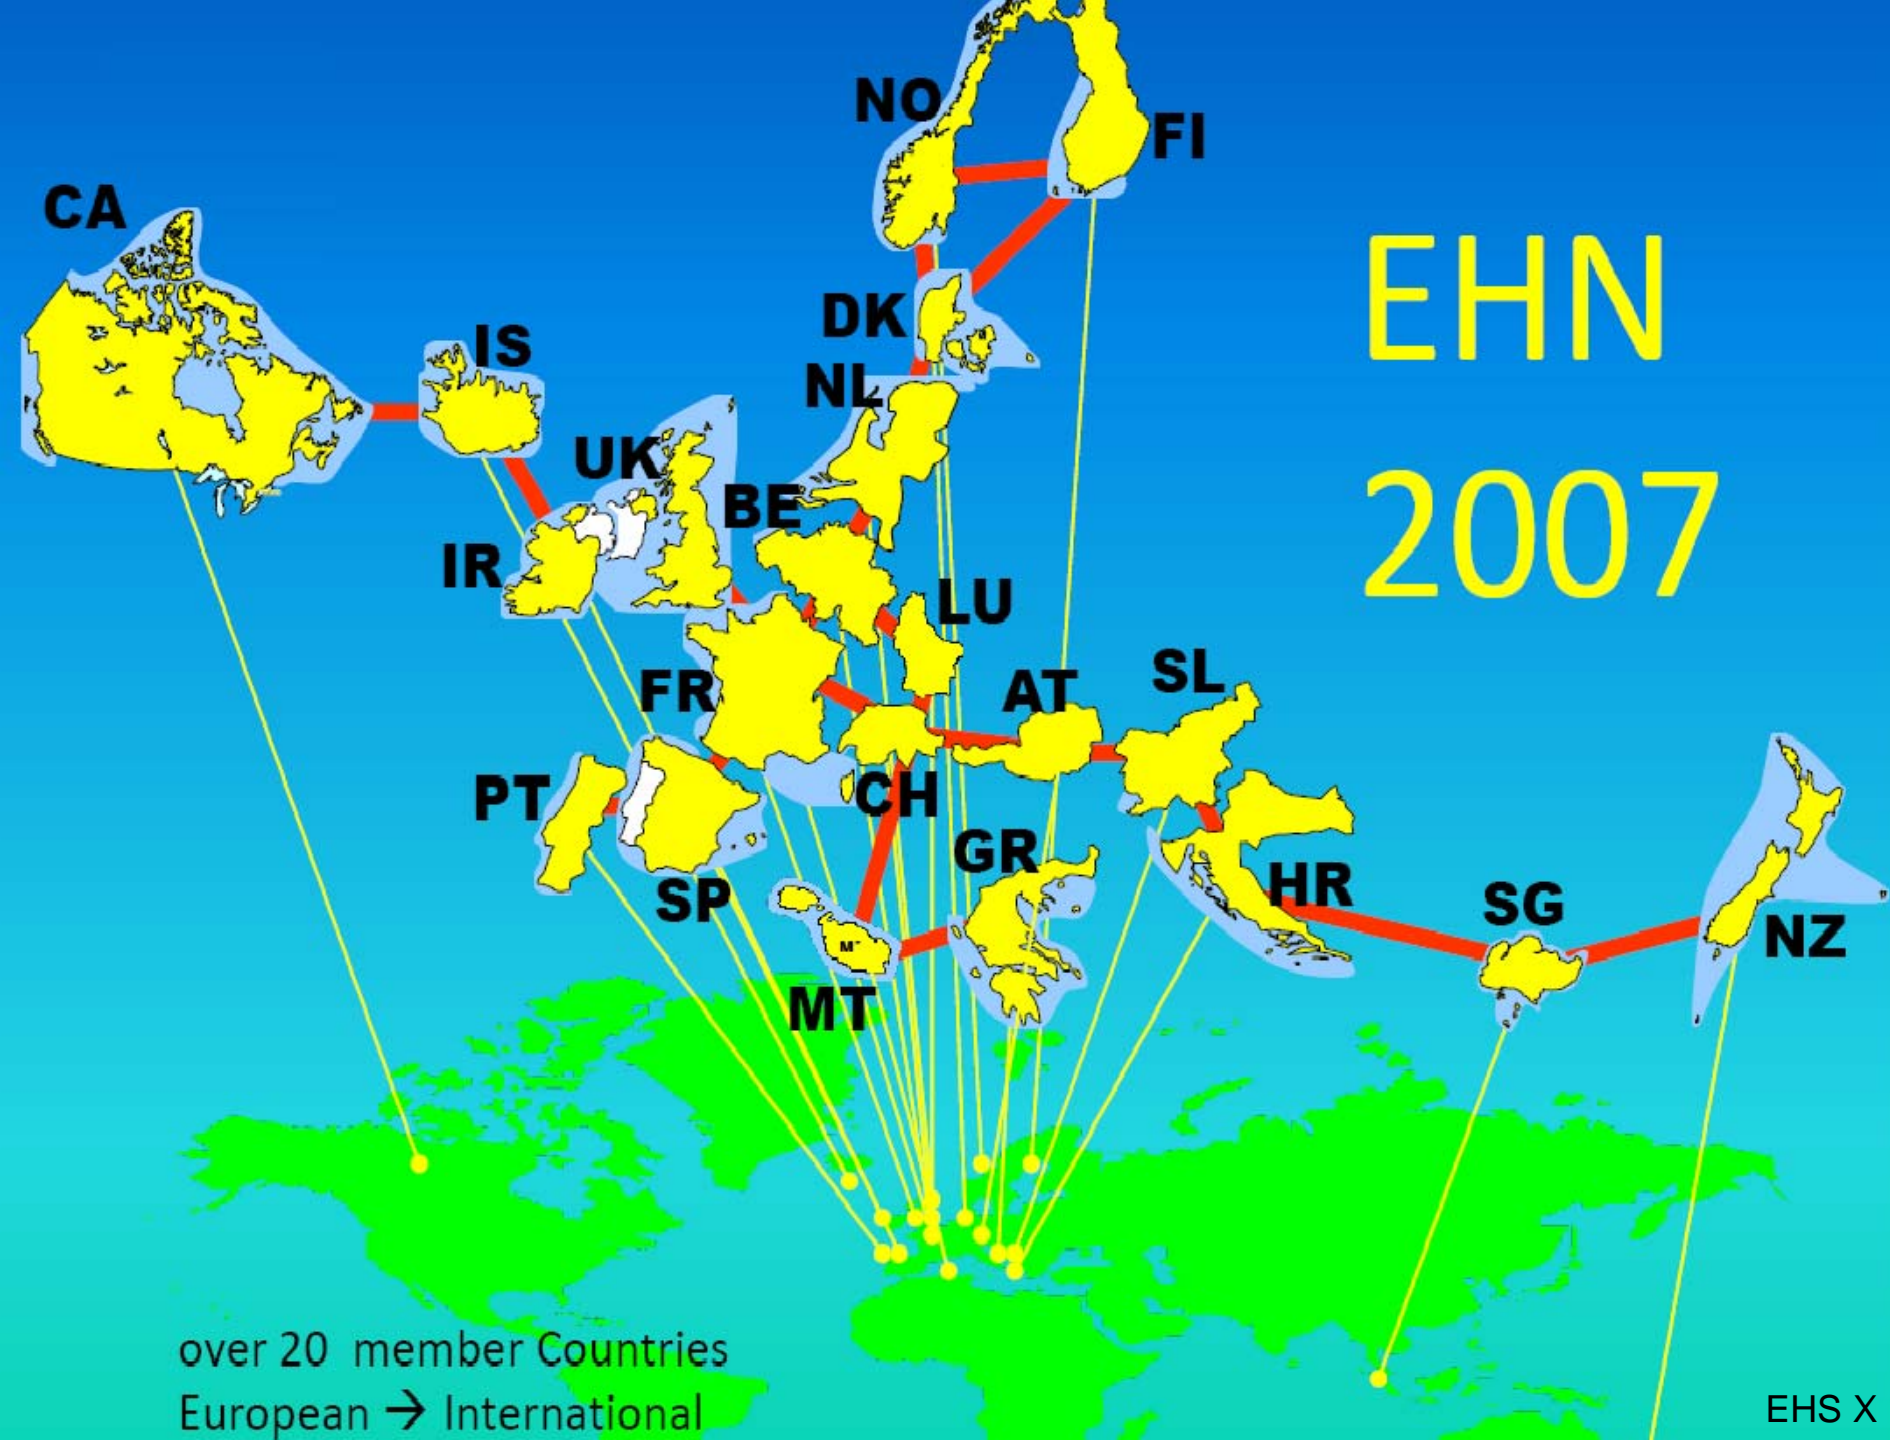 NO
FI
CA
EHN
DK
IS
NL
UK
2007
BE
IR
LU
SL
FR
AT
PT
CH
GR
SP
HR
SG
NZ
MT
over 20 member Countries
European → International
EHS X